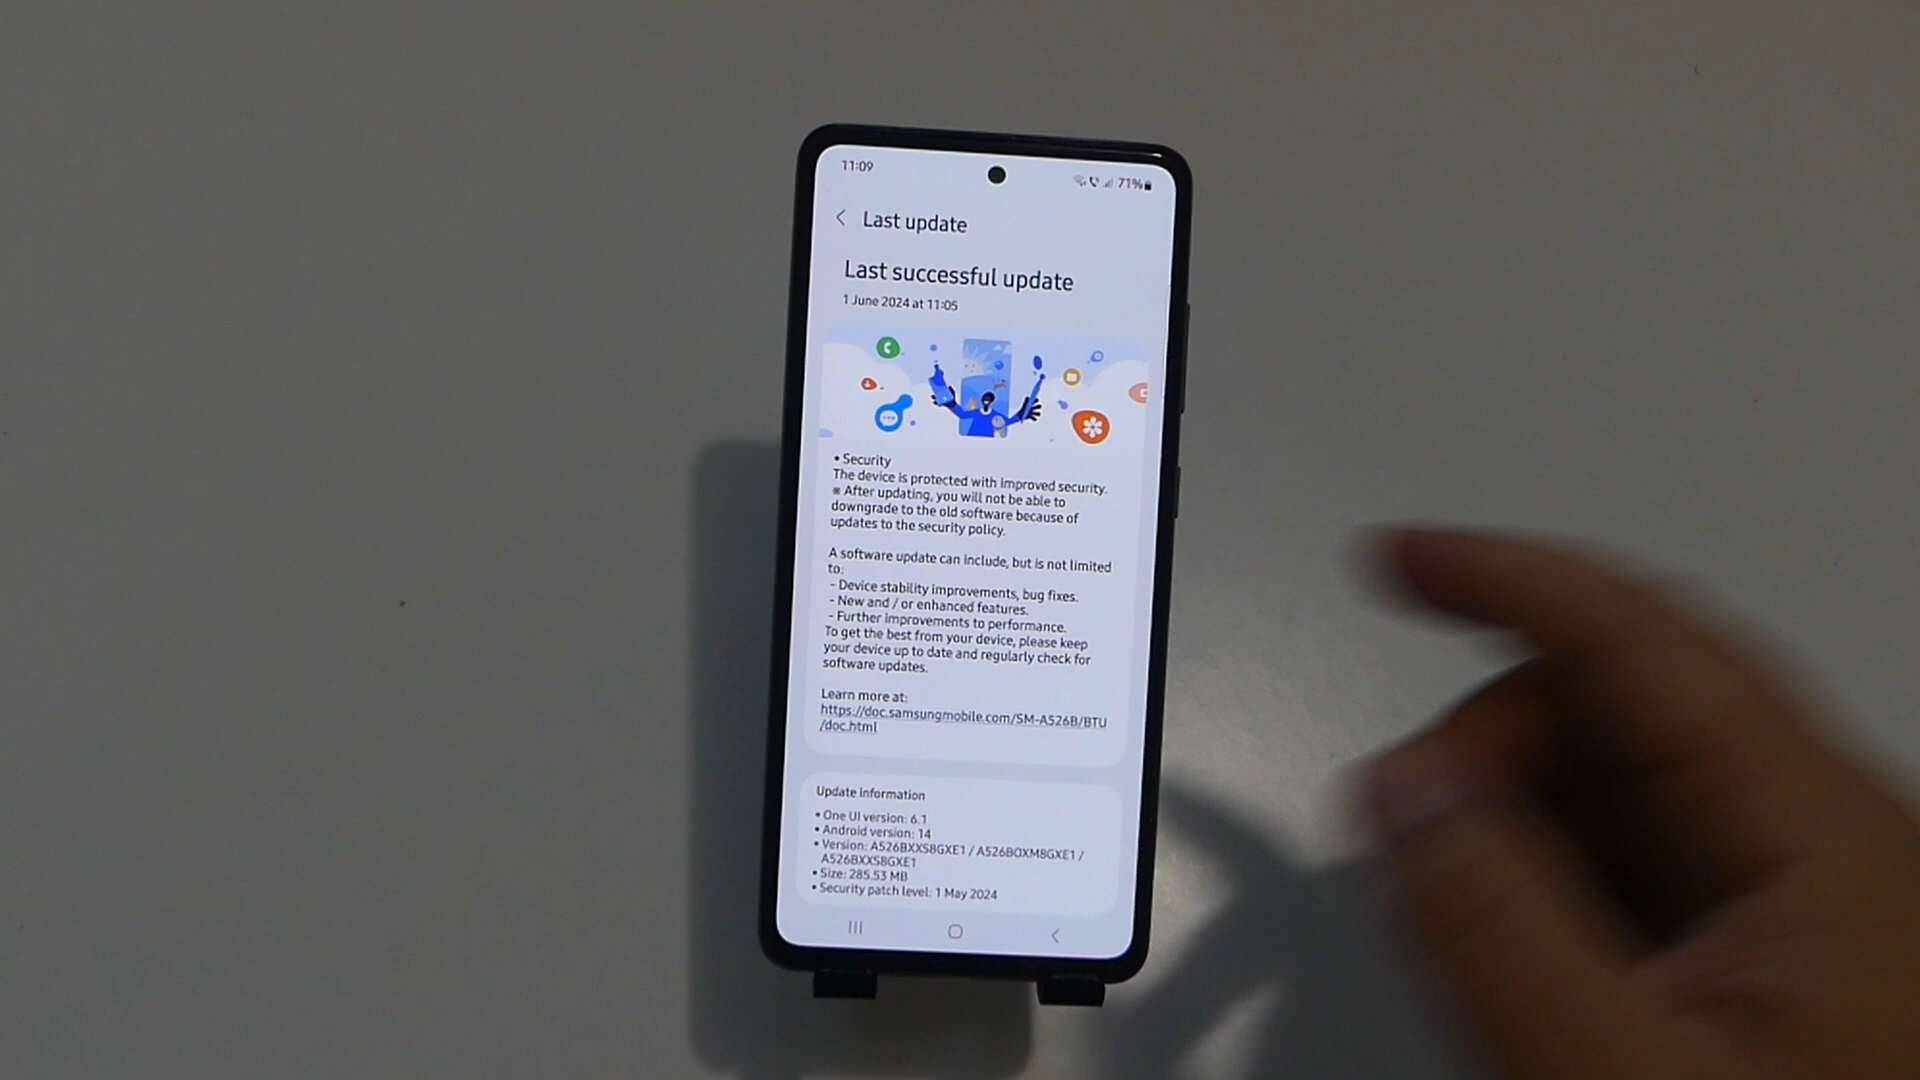 11:09
71%
Last update
Last successful update
1 June 2024 at 11:05
• Security
The device is protected with improved security.
※ After updating, you will not be able to
downgrade to the old software because of
updates to the security policy.
A software update can include, but is not limited
to:
- Device stability improvements, bug fixes.
- New and / or enhanced features.
- Further improvements to performance.
To get the best from your device, please keep
your device up to date and regularly check for
software updates.
Learn more at:
https://doc.samsungmobile.com/SM-A526B/BTU
/doc.html
Update information
• One UI version: 6.1
• Android version: 14
• Version: A526BXXS8GXE1 / A526BOXM8GXE1 /
A526BXXS8GXE1
• Size: 285.53 MB
• Security patch level: 1 May 2024